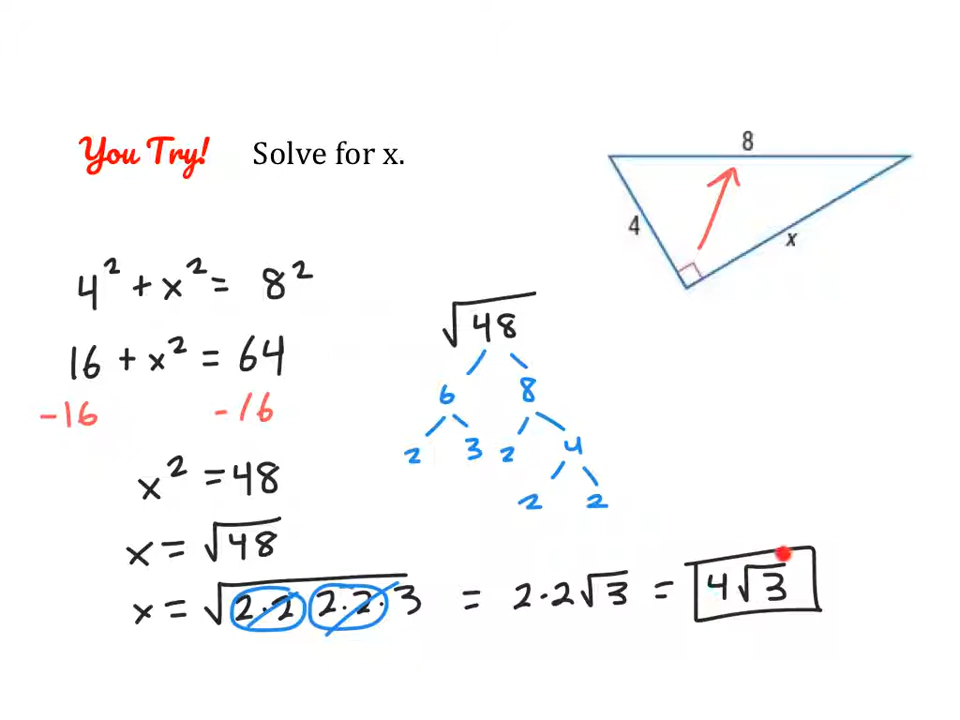 You Try! Solve for x.
8
4
x
4² + x² = 8²
16 + x² = 64
-16 -16
x² = 48
x = √48
x = √2·2 2·2·3 = 2·2√3 = 4√3
√48
6 8
2 3 2 4
2 2